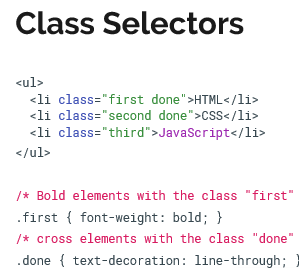 Class Selectors
<ul>
<li class="first done">HTML</li>
<li class="second done">CSS</li>
<li class="third">JavaScript</li>
</ul>
/* Bold elements with the class "first"
.first { font-weight: bold; }
/* cross elements with the class "done"
.done { text-decoration: line-through; }